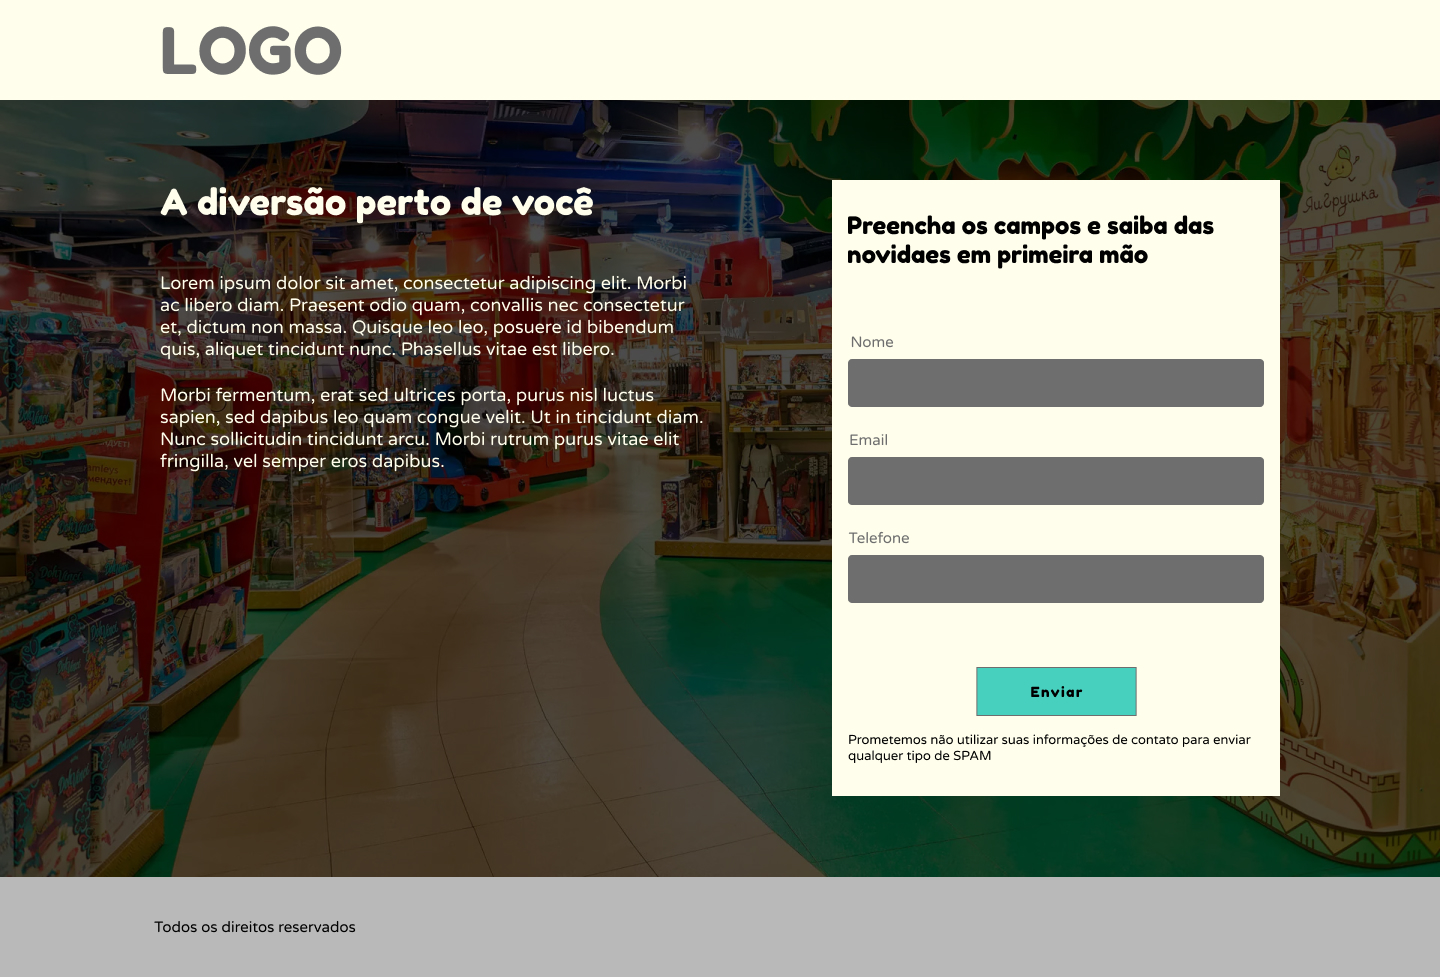 LOGO
A diversão perto de você
Lorem ipsum dolor sit amet, consectetur adipiscing elit. Morbi
ac libero diam. Praesent odio quam, convallis nec consectetur
et, dictum non massa. Quisque leo leo, posuere id bibendum
quis, aliquet tincidunt nunc. Phasellus vitae est libero.
Morbi fermentum, erat sed ultrices porta, purus nisl luctus
sapien, sed dapibus leo quam congue velit. Ut in tincidunt diam.
Nunc sollicitudin tincidunt arcu. Morbi rutrum purus vitae elit
fringilla, vel semper eros dapibus.
Preencha os campos e saiba das
novidaes em primeira mão
Nome
Email
Telefone
Enviar
Prometemos não utilizar suas informações de contato para enviar
qualquer tipo de SPAM
Todos os direitos reservados